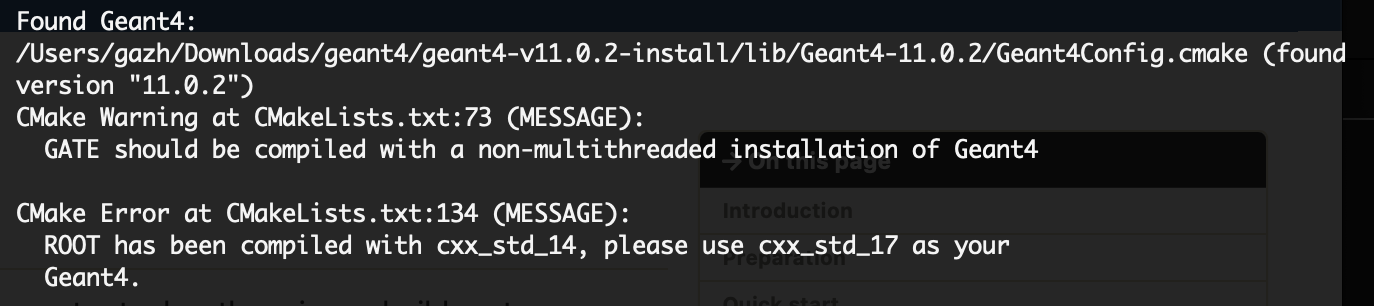 Found Geant4:
/Users/gazh/Downloads/geant4/geant4-v11.0.2-install/lib/Geant4-11.0.2/Geant4Config.cmake (found
version "11.0.2")
CMake Warning at CMakeLists.txt:73 (MESSAGE):
GATE should be compiled with a non-multithreaded installation of Geant4
→ On this page
CMake Error at CMakeLists.txt:134 (MESSAGE):
Introduction
ROOT has been compiled with cxx_std_14, please use cxx_std_17 as your
Preparation
Geant4.
Quick start